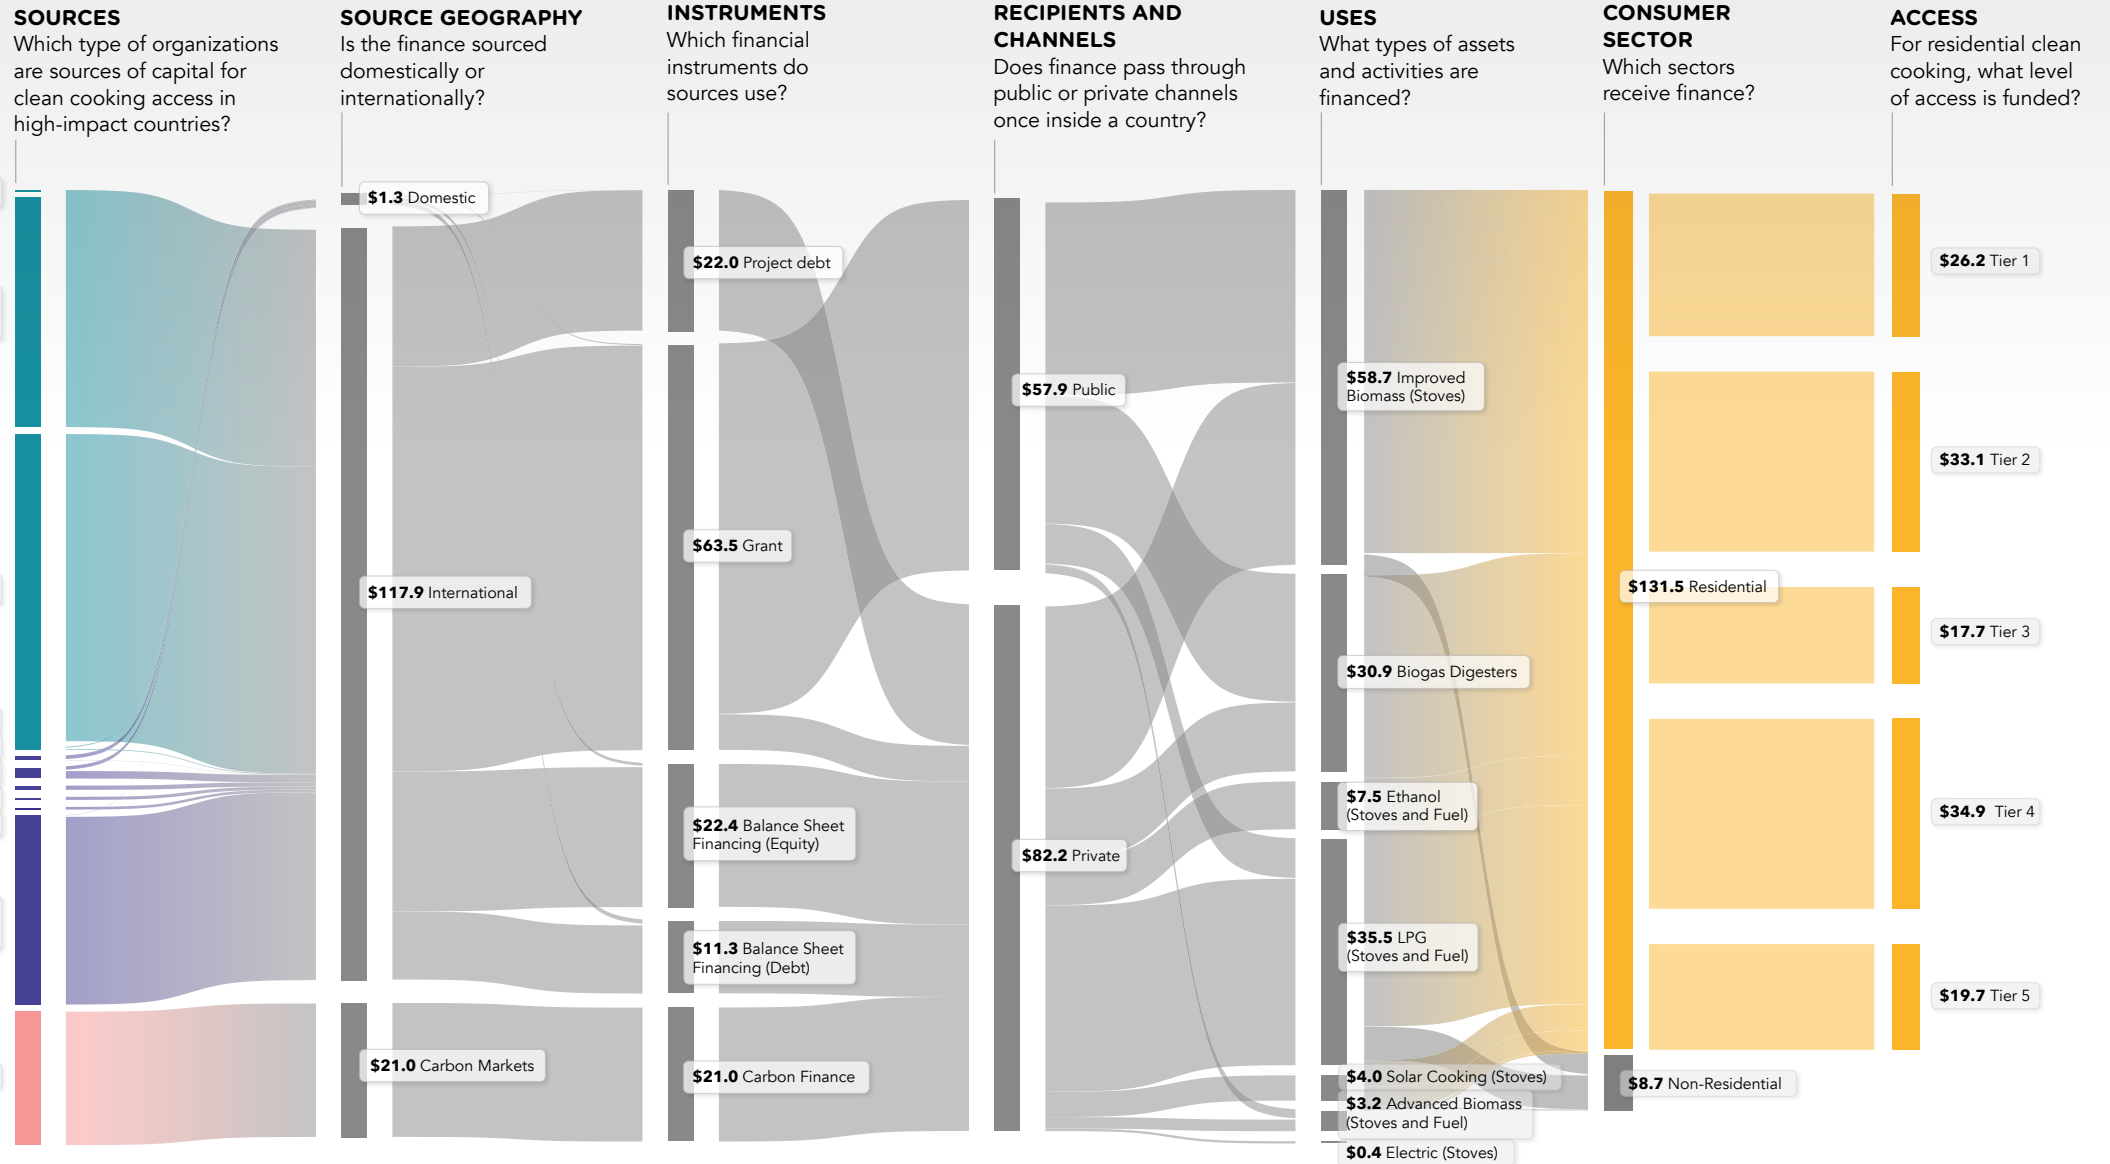 SOURCES
Which type of organizations
are sources of capital for
clean cooking access in
high-impact countries?
SOURCE GEOGRAPHY
Is the finance sourced
domestically or
internationally?
INSTRUMENTS
Which financial
instruments do
sources use?
RECIPIENTS AND
CHANNELS
Does finance pass through
public or private channels
once inside a country?
USES
What types of assets
and activities are
financed?
CONSUMER
SECTOR
Which sectors
receive finance?
ACCESS
For residential clean
cooking, what level
of access is funded?
$1.3 Domestic
$117.9 International
$21.0 Carbon Markets
$22.0 Project debt
$63.5 Grant
$22.4 Balance Sheet
Financing (Equity)
$11.3 Balance Sheet
Financing (Debt)
$21.0 Carbon Finance
$57.9 Public
$82.2 Private
$58.7 Improved
Biomass (Stoves)
$30.9 Biogas Digesters
$7.5 Ethanol
(Stoves and Fuel)
$35.5 LPG
(Stoves and Fuel)
$4.0 Solar Cooking (Stoves)
$3.2 Advanced Biomass
(Stoves and Fuel)
$0.4 Electric (Stoves)
$131.5 Residential
$8.7 Non-Residential
$26.2 Tier 1
$33.1 Tier 2
$17.7 Tier 3
$34.9 Tier 4
$19.7 Tier 5